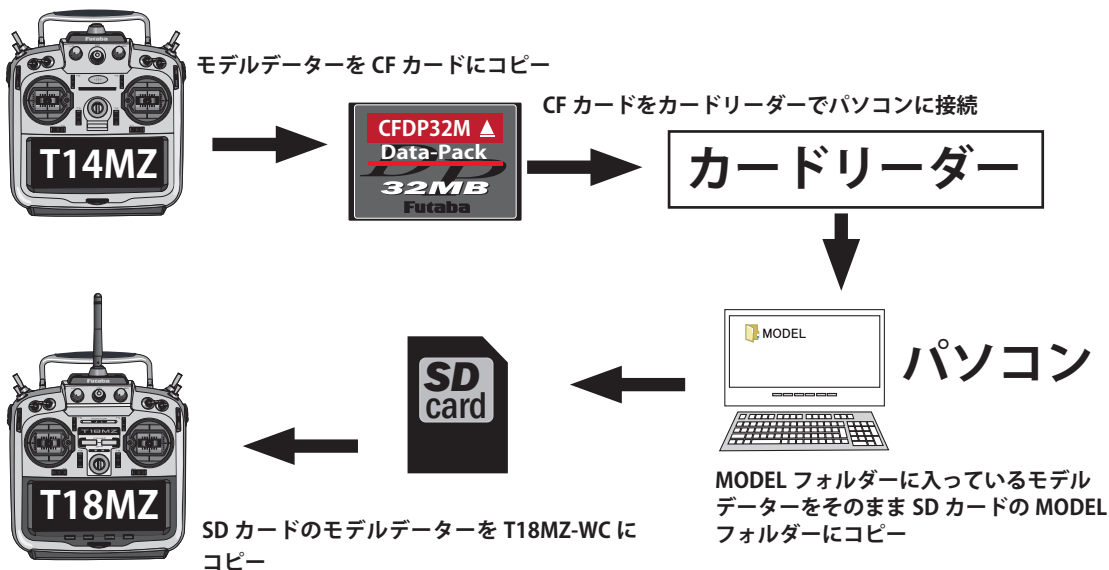 Futaba
T14MZ
モデルデーターを CF カードにコピー
CFDP32M ▲
Data-Pack
DP
32MB
Futaba
CF カードをカードリーダーでパソコンに接続
カードリーダー
MODEL
パソコン
MODEL フォルダーに入っているモデル
データーをそのまま SD カードの MODEL
フォルダーにコピー
SD
card
Futaba
T18MZ
T18MZ
SD カードのモデルデーターを T18MZ-WC に
コピー